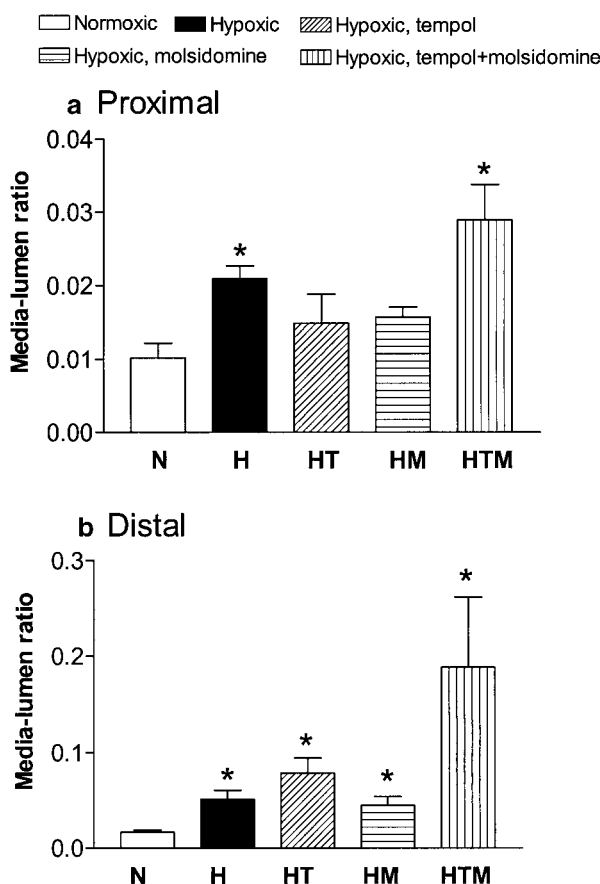 Normoxic Hypoxic Hypoxic, tempol
Hypoxic, molsidomine Hypoxic, tempol+molsidomine
a Proximal
Media-lumen ratio
0.04
0.03
0.02
0.01
0.00
*
*
N H HT HM HTM
b Distal
Media-lumen ratio
0.3
0.2
0.1
0.0
*
*
*
*
N H HT HM HTM